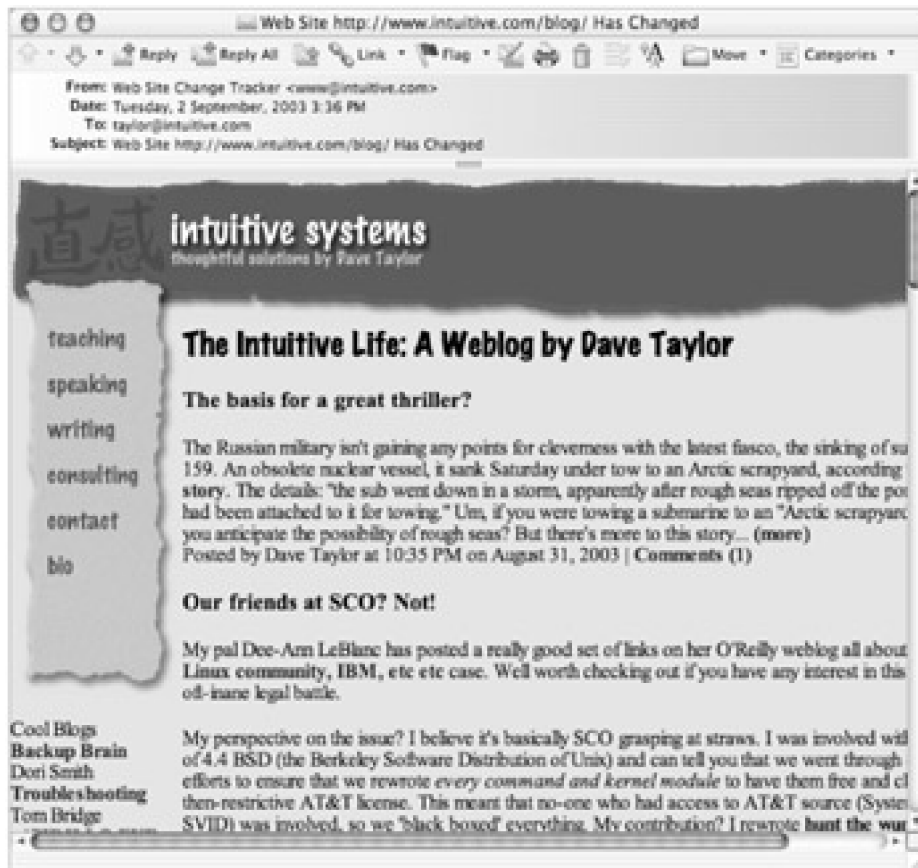 Web Site http://www.intuitive.com/blog/ Has Changed
Reply Reply All Link Flag Move Categories
From: Web Site Change Tracker <www@intuitive.com>
Date: Tuesday, 2 September, 2003 3:36 PM
To: taylor@intuitive.com
Subject: Web Site http://www.intuitive.com/blog/ Has Changed
直感
intuitive systems
thoughtful solutions by Dave Taylor
teaching
speaking
writing
consulting
contact
bio
The Intuitive Life: A Weblog by Dave Taylor
The basis for a great thriller?
The Russian military isn't gaining any points for cleverness with the latest fiasco, the sinking of su
159. An obsolete nuclear vessel, it sank Saturday under tow to an Arctic scrapyard, according
story. The details: "the sub went down in a storm, apparently after rough seas ripped off the po
had been attached to it for towing." Um, if you were towing a submarine to an "Arctic scrapyard
you anticipate the possibility of rough seas? But there's more to this story... (more)
Posted by Dave Taylor at 10:35 PM on August 31, 2003 | Comments (1)
Our friends at SCO? Not!
My pal Dee-Ann LeBlanc has posted a really good set of links on her O'Reilly weblog all about
Linux community, IBM, etc etc case. Well worth checking out if you have any interest in this
oft-inane legal battle.
My perspective on the issue? I believe it's basically SCO grasping at straws. I was involved wit
of 4.4 BSD (the Berkeley Software Distribution of Unix) and can tell you that we went through
efforts to ensure that we rewrote every command and kernel module to have them free and cl
then-restrictive AT&T license. This meant that no-one who had access to AT&T source (Syste
SVID) was involved, so we 'black boxed' everything. My contribution? I rewrote hunt the wu
Cool Blogs
Backup Brain
Dori Smith
Troubleshooting
Tom Bridge